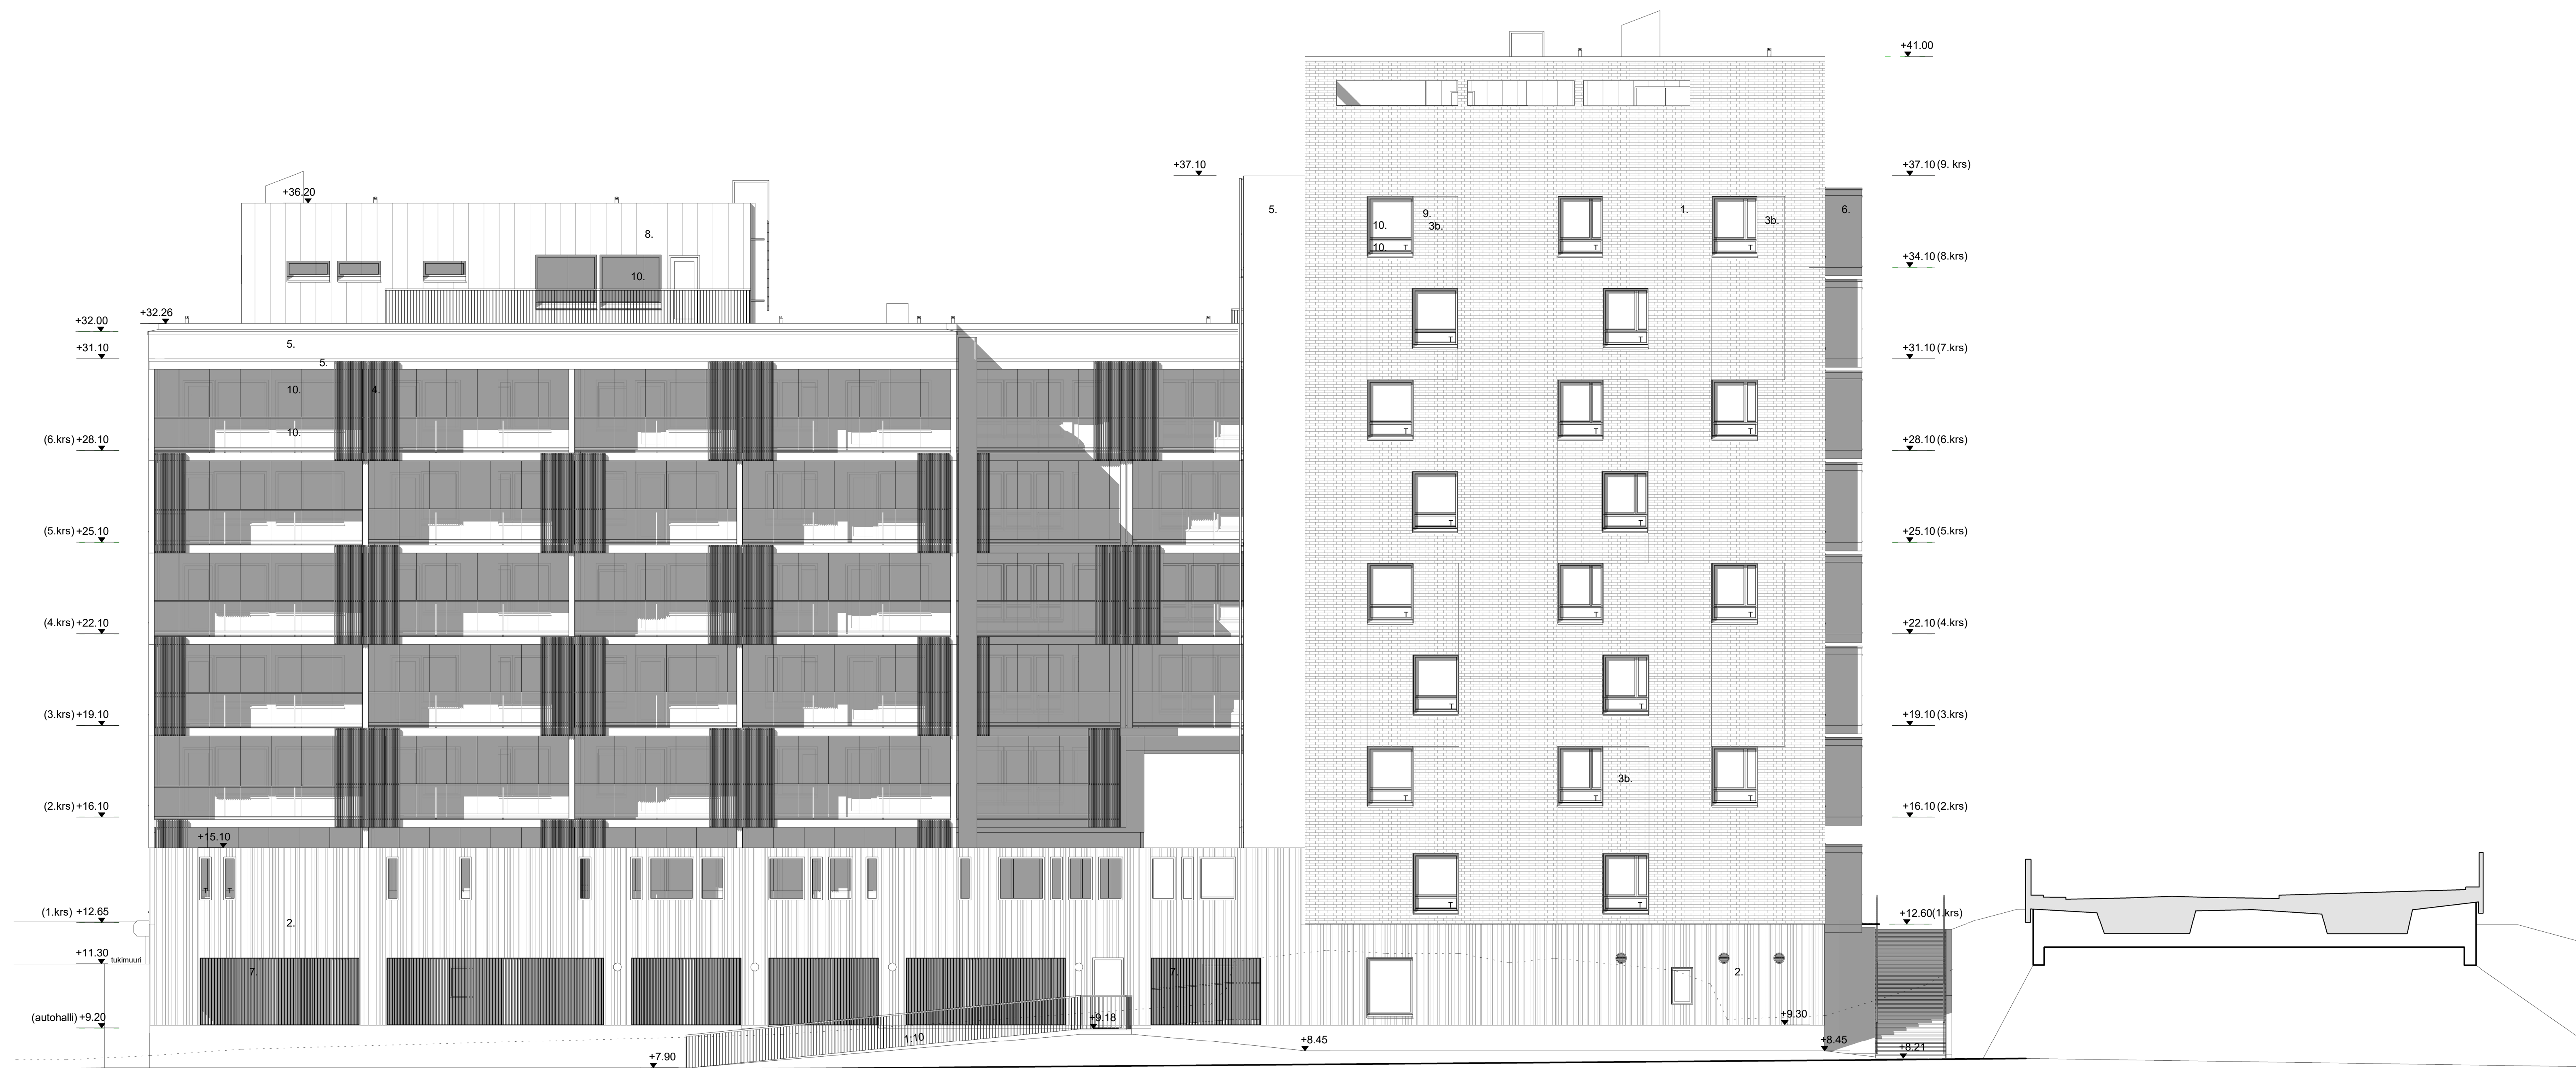 +41.00
+37.10
+37.10 (9. krs)
+36.20
5.
9.
1.
6.
10.
3b.
3b.
8.
10.
T
T
T
+34.10 (8.krs)
10.
+32.26
+32.00
5.
+31.10
T
T
+31.10 (7.krs)
5.
10.
4.
10.
(6.krs) +28.10
T
T
T
+28.10 (6.krs)
(5.krs) +25.10
T
T
+25.10 (5.krs)
(4.krs) +22.10
T
T
T
+22.10 (4.krs)
(3.krs) +19.10
T
T
+19.10 (3.krs)
3b.
(2.krs) +16.10
T
T
T
+16.10 (2.krs)
+15.10
T
T
T
T
(1.krs) +12.65
+12.60(1.krs)
2.
+11.30
tukimuuri
7.
7.
2.
(autohalli) +9.20
+9.18
+9.30
1:10
+8.45
+8.45
+8.21
+7.90